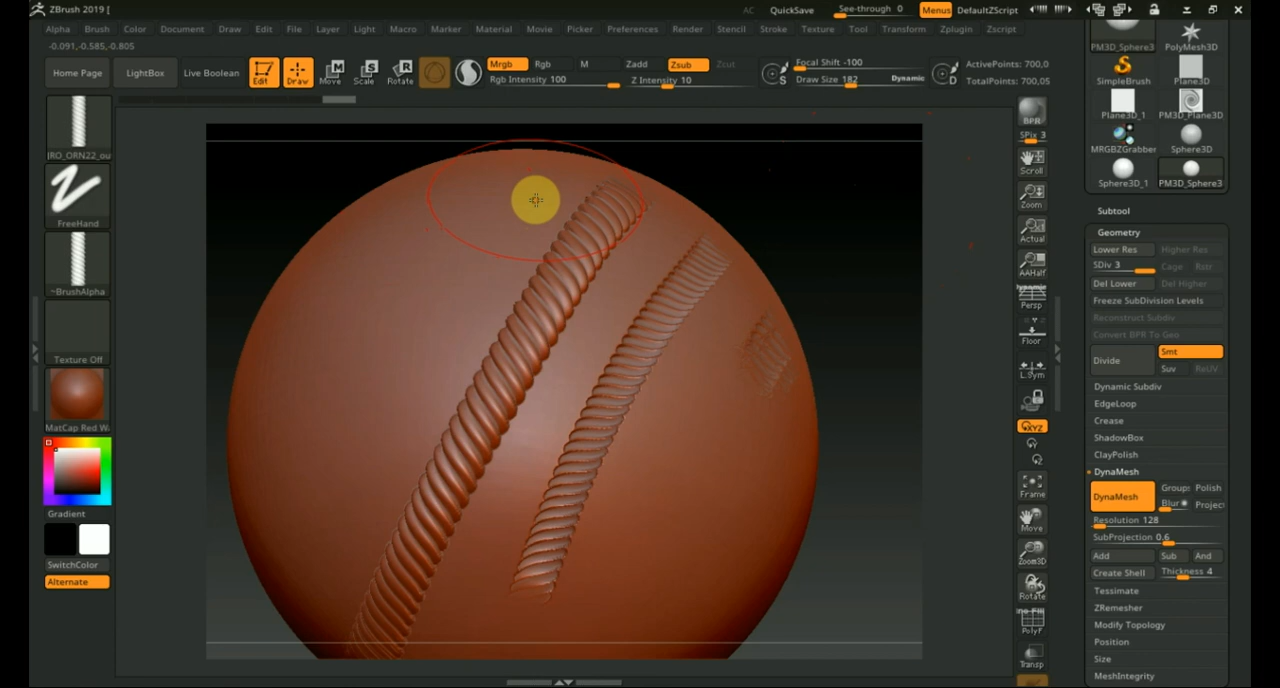 ZBrush 2019 [
AC QuickSave See-through 0 Menus DefaultZScript
Alpha Brush Color Document Draw Edit File Layer Light Macro Marker Material Movie Picker Preferences Render Stencil Stroke Texture Tool Transform Zplugin Zscript
-0.091,-0.585,-0.805
Home Page LightBox Live Boolean Edit Draw Move Scale Rotate
Mrgb Rgb M Zadd Zsub Zcut
Rgb Intensity 100 Z Intensity 10
S Focal Shift -100
Draw Size 182 Dynamic
D ActivePoints: 700,0
TotalPoints: 700,05
JRO_ORN22_ou
FreeHand
~BrushAlpha
Texture Off
MatCap Red W
Gradient
SwitchColor
Alternate
BPR
SPix 3
Scroll
Zoom
Actual
AAHalf
Dynamic
Persp
Floor
L.Sym
XYZ
Frame
Move
Zoom3D
Rotate
Line Fill
PolyF
Transp
PM3D_Sphere3 PolyMesh3D
SimpleBrush Plane3D
Plane3D_1 PM3D_Plane3D
MRGBZGrabber Sphere3D
Sphere3D_1 PM3D_Sphere3
Subtool
Geometry
Lower Res Higher Res
SDiv 3 Cage Rstr
Del Lower Del Higher
Freeze SubDivision Levels
Reconstruct Subdiv
Convert BPR To Geo
Divide Smt
Suv ReUV
Dynamic Subdiv
EdgeLoop
Crease
ShadowBox
ClayPolish
DynaMesh
DynaMesh Groups Polish
Blur Project
Resolution 128
SubProjection 0.6
Add Sub And
Create Shell Thickness 4
Tessimate
ZRemesher
Modify Topology
Position
Size
MeshIntegrity